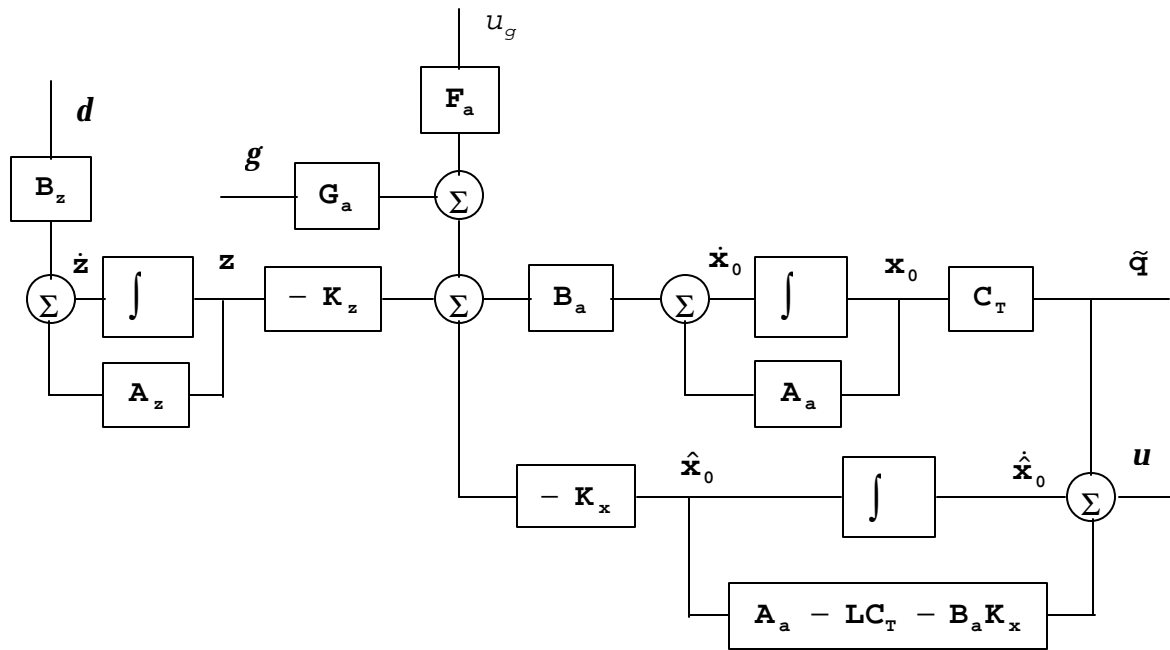 u_g
F_a
d
B_z
g
G_a
Σ
ż
∫
z
− K_z
Σ
Σ
B_a
Σ
ẋ_0
∫
x_0
C_T
q̃
A_z
A_a
− K_x
x̂_0
∫
x̂̇_0
Σ
u
A_a − LC_T − B_aK_x